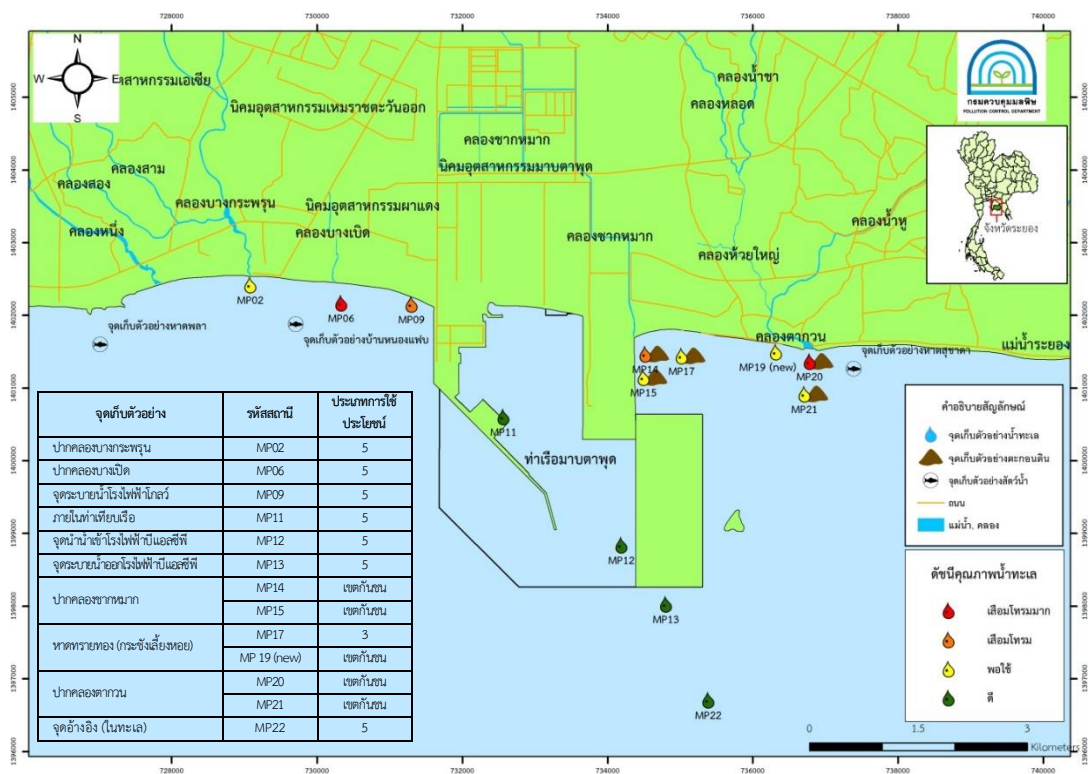 728000 730000 732000 734000 736000 738000 740000
N
W E
S
าสาหกรรมเอเซีย
นิคมอุตสาหกรรมเหมราชตะวันออก
คลองน้ำชา
คลองหลอด
กรมควบคุมมลพิษ
POLLUTION CONTROL DEPARTMENT
1405000
1405000
คลองชากหมาก
นิคมอุตสาหกรรมมาบตาพุด
คลองสาม
คลองสอง
1404000
1404000
คลองบางกระพรุน
นิคมอุตสาหกรรมผาแดง
คลองบางเบิด
คลองหนึ่ง
คลองชากหมาก
คลองน้ำหู
คลองห้วยใหญ่
จังหวัดระยอง
1403000
1403000
MP02
MP06
MP09
1402000
1402000
จุดเก็บตัวอย่างหาดพลา
จุดเก็บตัวอย่างบ้านหนองแฟบ
คลองตากวน
แม่น้ำระยอง
จุดเก็บตัวอย่างหาดสุชาดา
MP14
MP17
MP19 (new)
MP20
MP15
MP21
1401000
1401000
MP11
ท่าเรือมาบตาพุด
1400000
1400000
คำอธิบายสัญลักษณ์
จุดเก็บตัวอย่างน้ำทะเล
จุดเก็บตัวอย่างตะกอนดิน
จุดเก็บตัวอย่างสัตว์น้ำ
ถนน
แม่น้ำ, คลอง
1399000
1399000
MP12
MP13
MP22
ดัชนีคุณภาพน้ำทะเล
เสื่อมโทรมมาก
เสื่อมโทรม
พอใช้
ดี
1398000
1398000
1397000
1397000
1396000
1396000
0 1.5 3
Kilometers
จุดเก็บตัวอย่าง รหัสสถานี ประเภทการใช้
ประโยชน์
ปากคลองบางกระพรุน MP02 5
ปากคลองบางเปิด MP06 5
จุดระบายน้ำโรงไฟฟ้าโกลว์ MP09 5
ภายในท่าเทียบเรือ MP11 5
จุดนำน้ำเข้าโรงไฟฟ้าบีแอลซีพี MP12 5
จุดระบายน้ำออกโรงไฟฟ้าบีแอลซีพี MP13 5
ปากคลองชากหมาก MP14 เขตกันชน
MP15 เขตกันชน
หาดทรายทอง (กระชังเลี้ยงหอย) MP17 3
MP 19 (new) เขตกันชน
ปากคลองตากวน MP20 เขตกันชน
MP21 เขตกันชน
จุดอ้างอิง (ในทะเล) MP22 5
728000 730000 732000 734000 736000 738000 740000